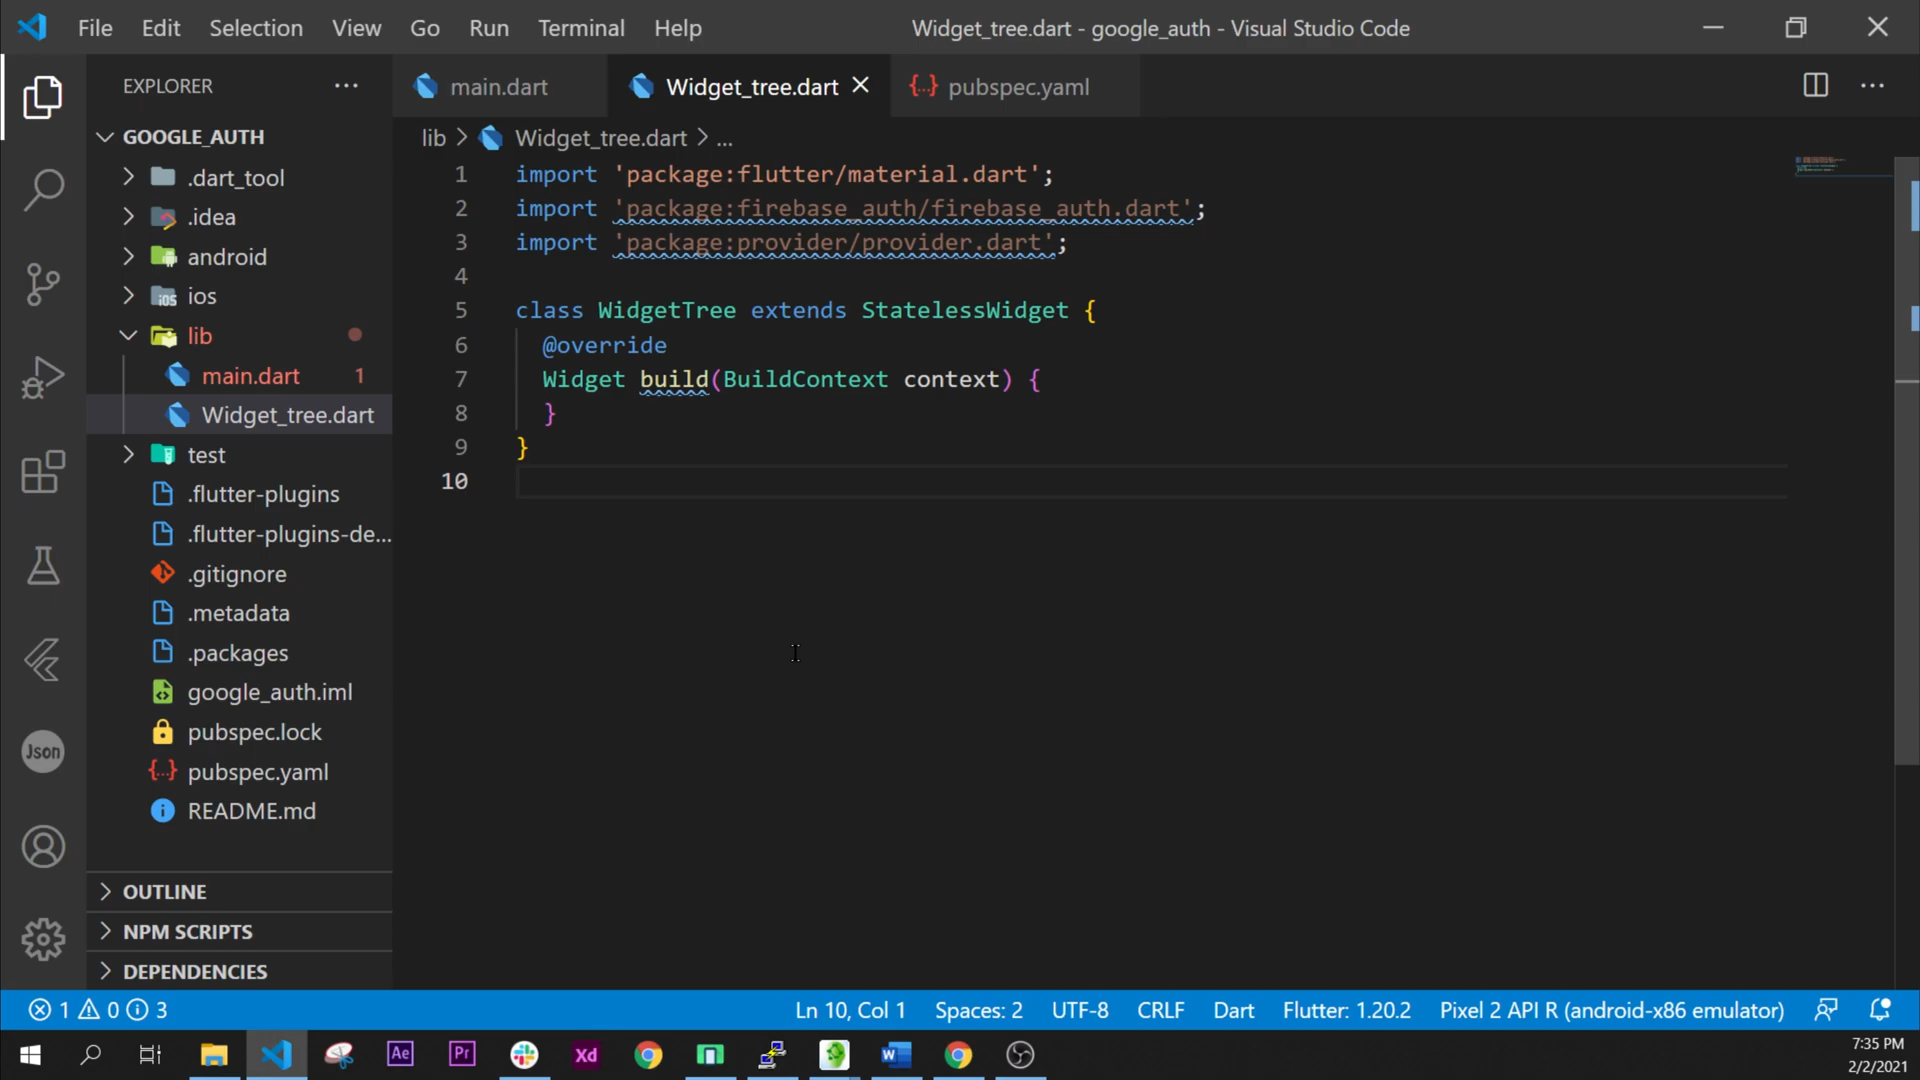 File Edit Selection View Go Run Terminal Help
Widget_tree.dart - google_auth - Visual Studio Code
EXPLORER
main.dart
Widget_tree.dart
pubspec.yaml
GOOGLE_AUTH
.dart_tool
.idea
android
ios
lib
main.dart 1
Widget_tree.dart
test
.flutter-plugins
.flutter-plugins-de...
.gitignore
.metadata
.packages
google_auth.iml
pubspec.lock
pubspec.yaml
README.md
OUTLINE
NPM SCRIPTS
DEPENDENCIES
Json
lib > Widget_tree.dart > ...
1 import 'package:flutter/material.dart';
2 import 'package:firebase_auth/firebase_auth.dart';
3 import 'package:provider/provider.dart';
4
5 class WidgetTree extends StatelessWidget {
6 @override
7 Widget build(BuildContext context) {
8 }
9 }
10
1 0 3
Ln 10, Col 1 Spaces: 2 UTF-8 CRLF Dart Flutter: 1.20.2 Pixel 2 API R (android-x86 emulator)
Ae Pr Xd
7:35 PM
2/2/2021